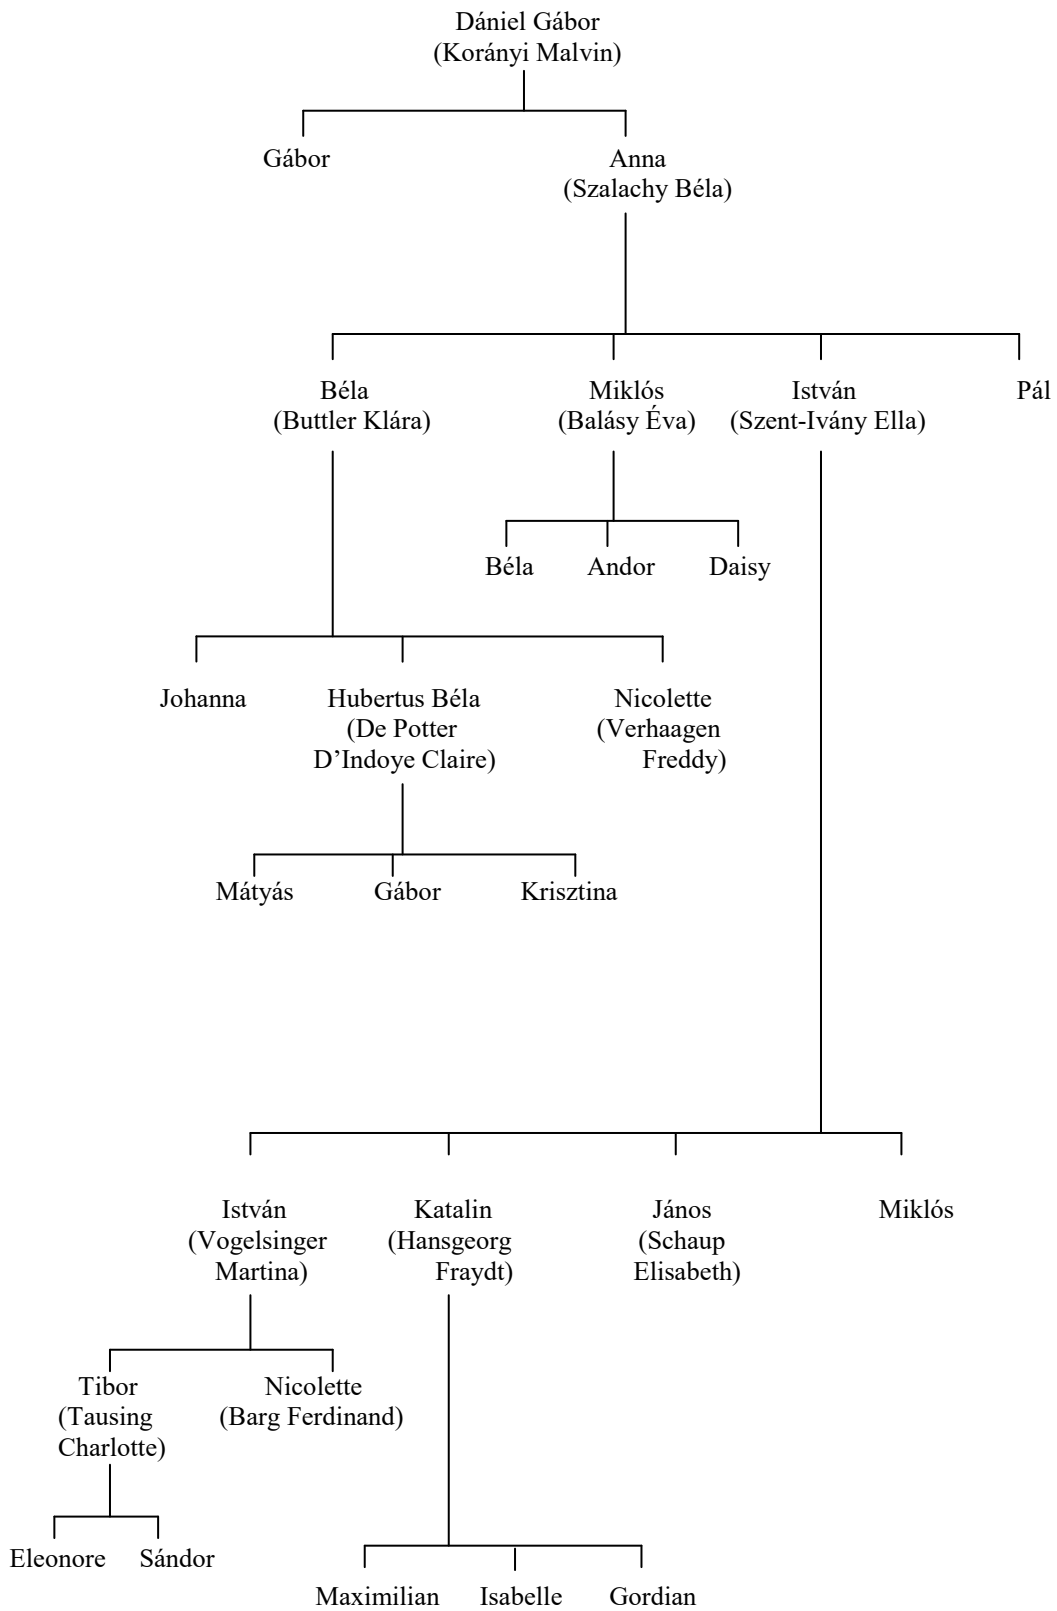 Dániel Gábor
(Korányi Malvin)
Gábor
Anna
(Szalachy Béla)
Béla
(Buttler Klára)
Miklós
(Balásy Éva)
István
(Szent-Ivány Ella)
Pál
Béla
Andor
Daisy
Johanna
Hubertus Béla
(De Potter
D’Indoye Claire)
Nicolette
(Verhaagen
Freddy)
Mátyás
Gábor
Krisztina
István
(Vogelsinger
Martina)
Katalin
(Hansgeorg
Fraydt)
János
(Schaup
Elisabeth)
Miklós
Tibor
(Tausing
Charlotte)
Nicolette
(Barg Ferdinand)
Eleonore
Sándor
Maximilian
Isabelle
Gordian